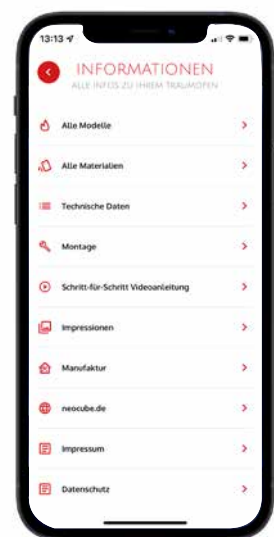 13:13
INFORMATIONEN
ALLE INFOS ZU IHREM TRAUMOFEN
Alle Modelle
Alle Materialien
Technische Daten
Montage
Schritt-für-Schritt Videoanleitung
Impressionen
Manufaktur
neocube.de
Impressum
Datenschutz